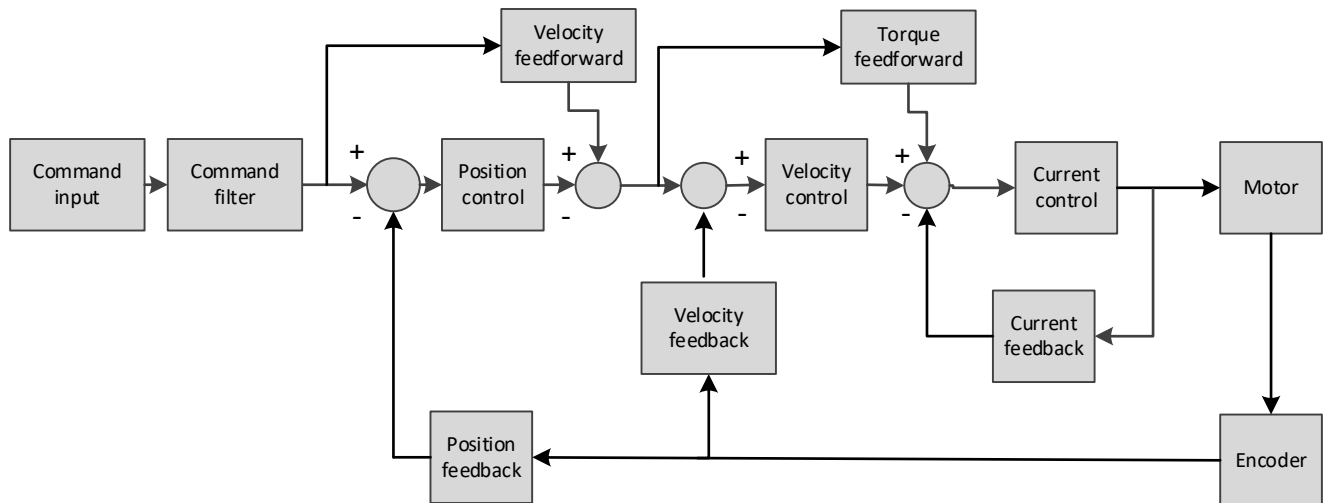 Velocity
feedforward
Torque
feedforward
Command
input
Command
filter
+
-
Position
control
+
-
+
-
Velocity
control
+
-
Current
control
Motor
Velocity
feedback
Current
feedback
Position
feedback
Encoder